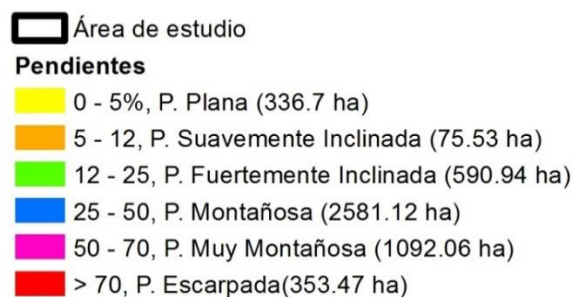 Área de estudio
Pendientes
0 - 5%, P. Plana (336.7 ha)
5 - 12, P. Suavemente Inclinada (75.53 ha)
12 - 25, P. Fuertemente Inclinada (590.94 ha)
25 - 50, P. Montañosa (2581.12 ha)
50 - 70, P. Muy Montañosa (1092.06 ha)
> 70, P. Escarpada(353.47 ha)